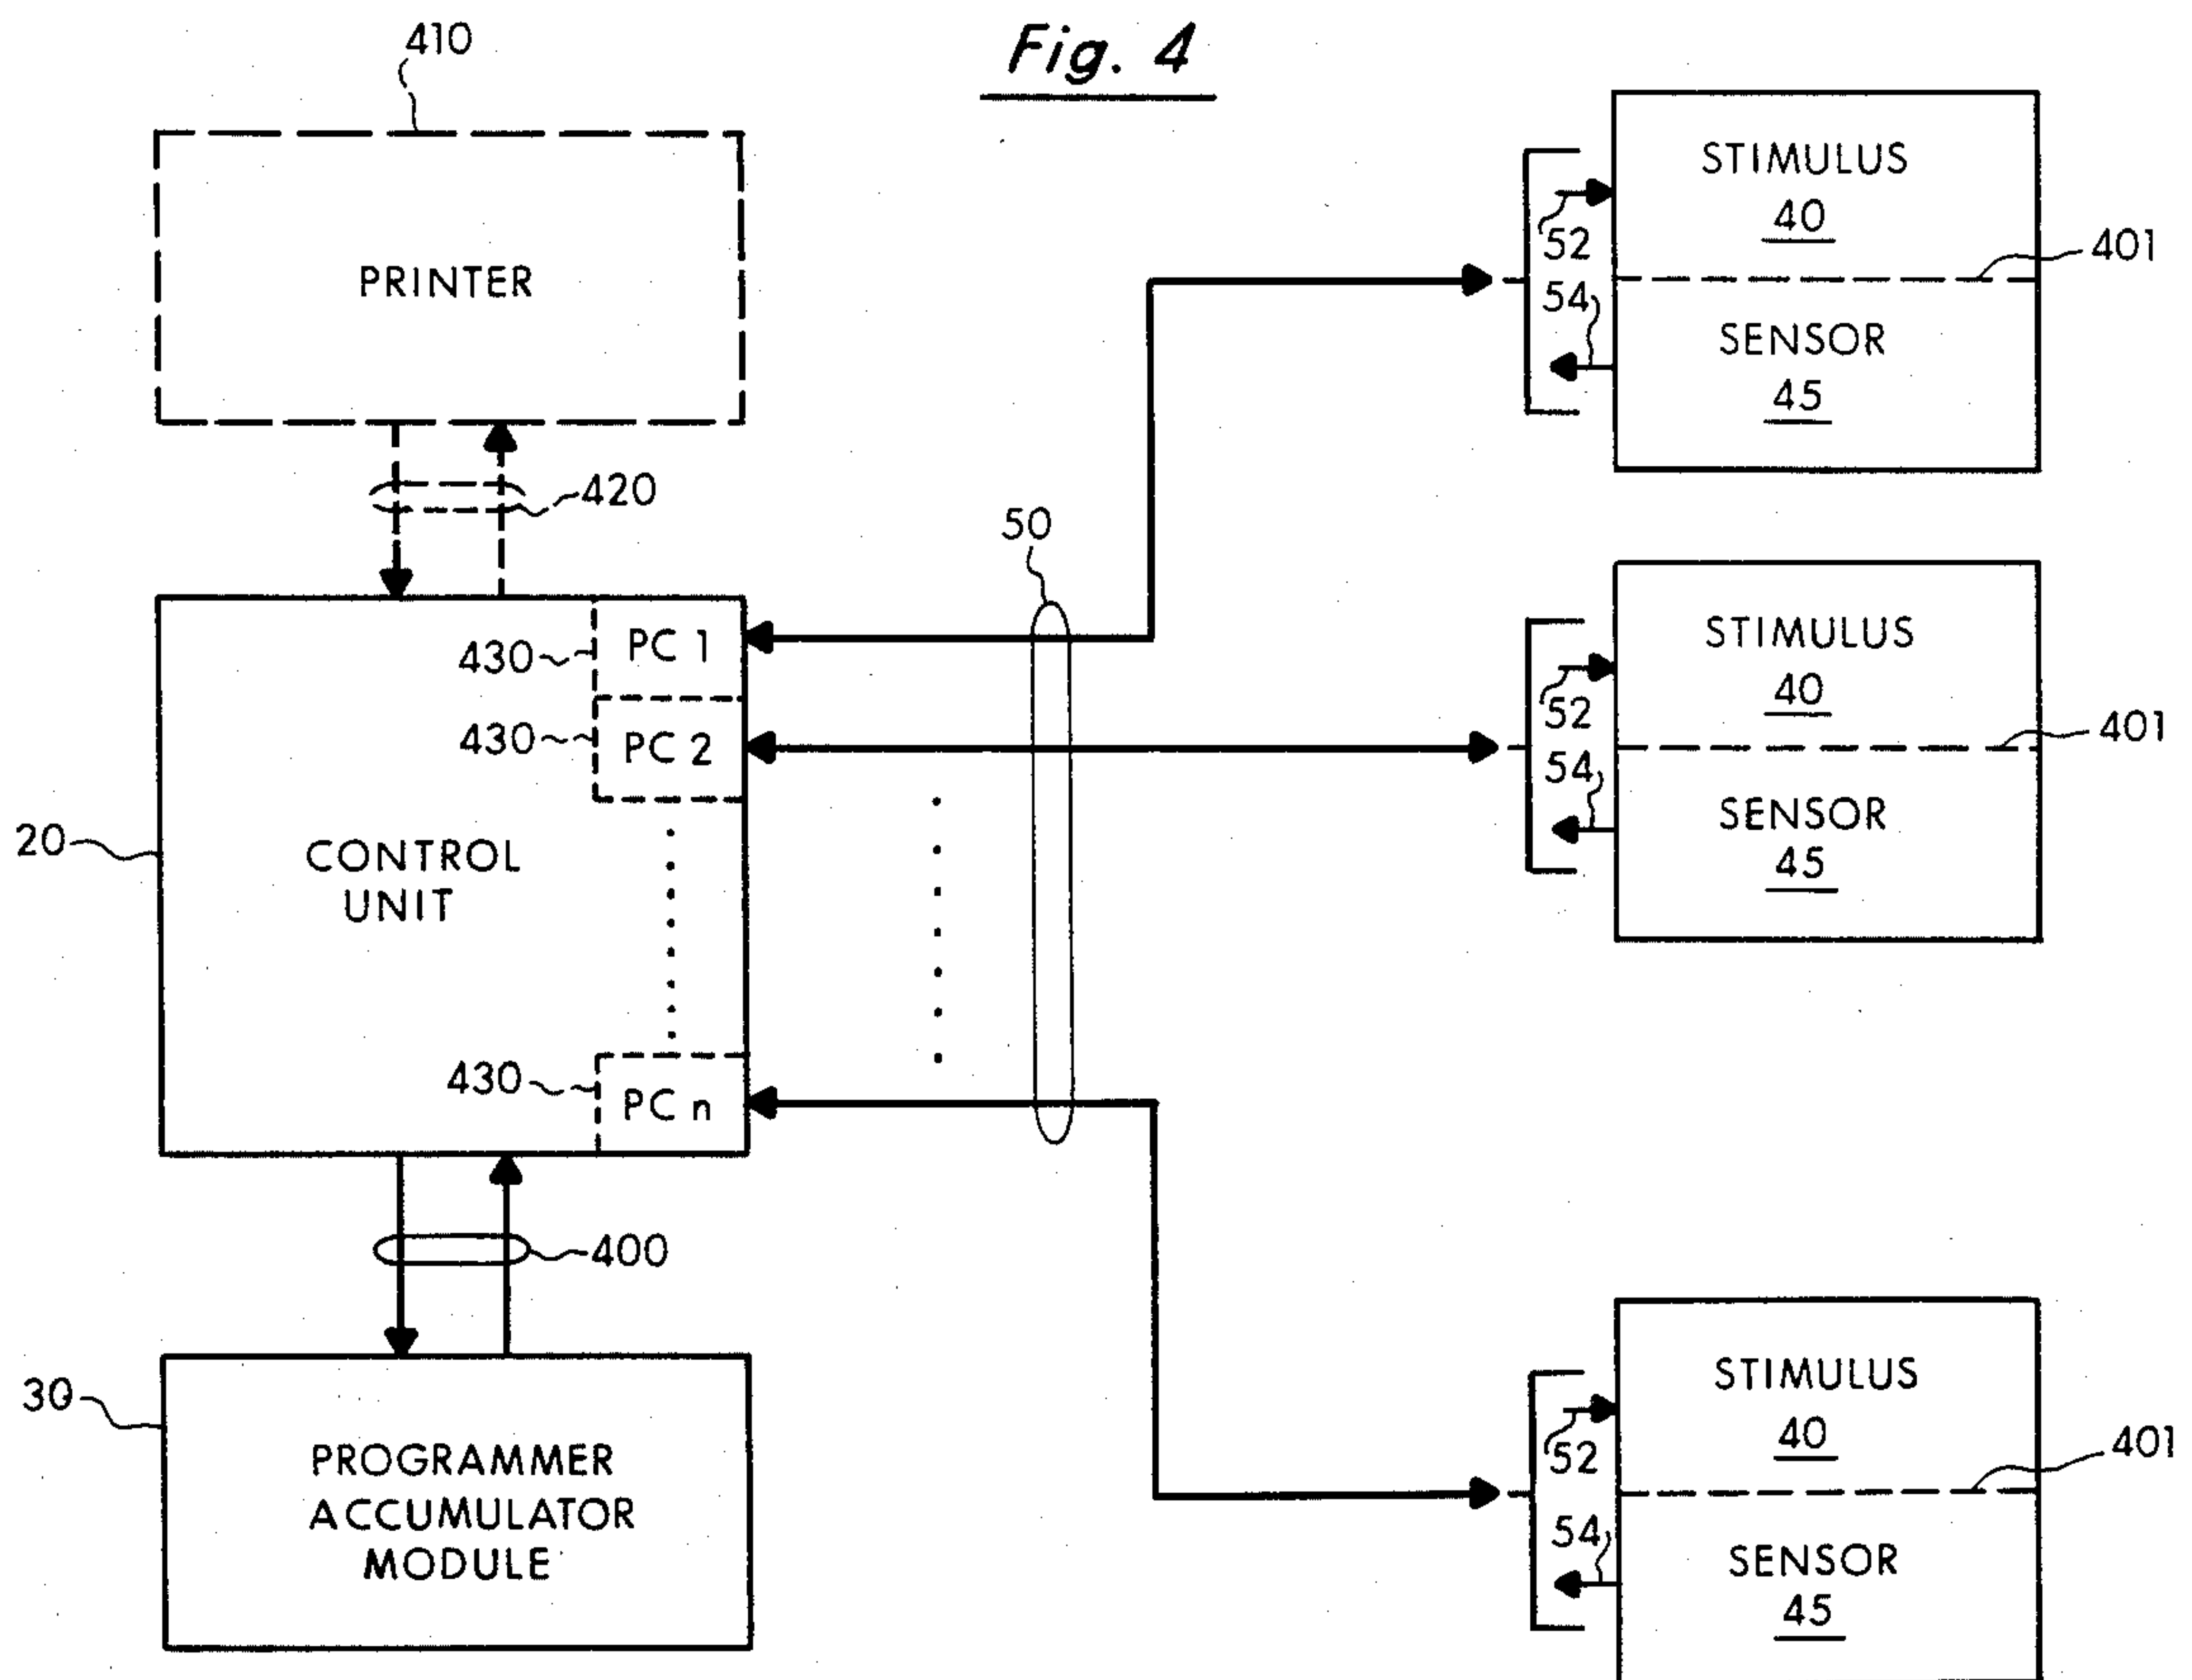 Fig. 4
410
PRINTER
420
20
CONTROL
UNIT
430
PC 1
430
PC 2
430
PC n
50
400
30
PROGRAMMER
ACCUMULATOR
MODULE
STIMULUS
40
52
401
54
SENSOR
45
STIMULUS
40
52
401
54
SENSOR
45
STIMULUS
40
52
401
54
SENSOR
45